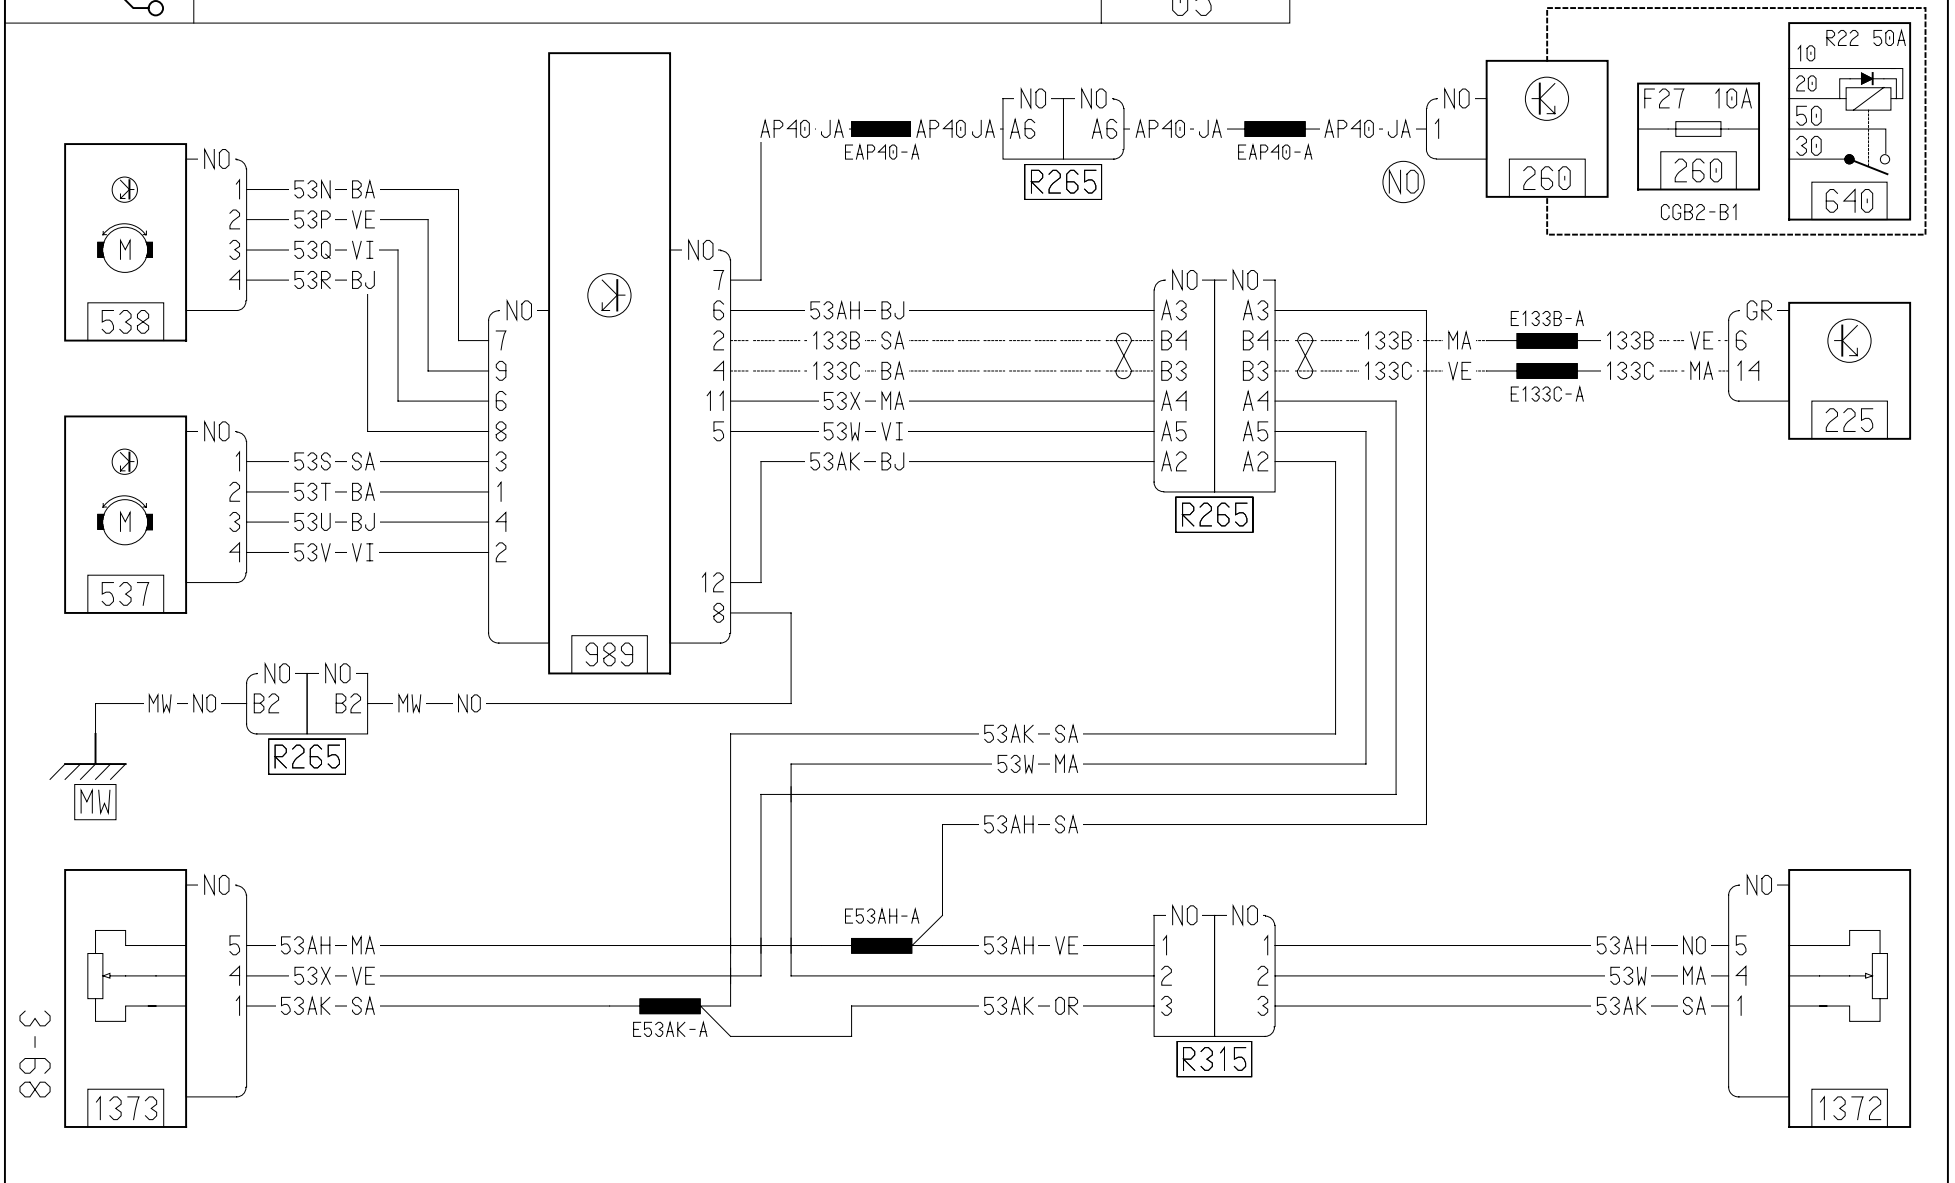 05
R22 50A
10
20
50
30
640
F27 10A
260
CGB2-B1
NO
1
260
NO
AP40-JA
EAP40-A
AP40 JA
NO NO
A6 A6
R265
AP40-JA
EAP40-A
AP40-JA
NO
1 53N-BA
2 53P-VE
3 53Q-VI
4 53R-BJ
538
NO
1 53S-SA
2 53T-BA
3 53U-BJ
4 53V-VI
537
NO
7
9
6
8
3
1
4
2
989
NO
7
6 53AH-BJ
2 133B SA
4 133C BA
11 53X-MA
5 53W-VI
53AK-BJ
12
8
NO NO
A3 A3
B4 B4
B3 B3
A4 A4
A5 A5
A2 A2
R265
133B MA
E133B-A
133B VE
133C VE
E133C-A
133C MA
GR
6
14
225
MW-NO
NO NO
B2 B2
MW-NO
R265
MW
53AK-SA
53W-MA
53AH-SA
NO
5 53AH-MA
4 53X-VE
1 53AK-SA
1373
E53AH-A
E53AK-A
53AH-VE
53AK-OR
NO NO
1 1
2 2
3 3
R315
53AH-NO
53W-MA
53AK-SA
NO
5
4
1
1372
3-68